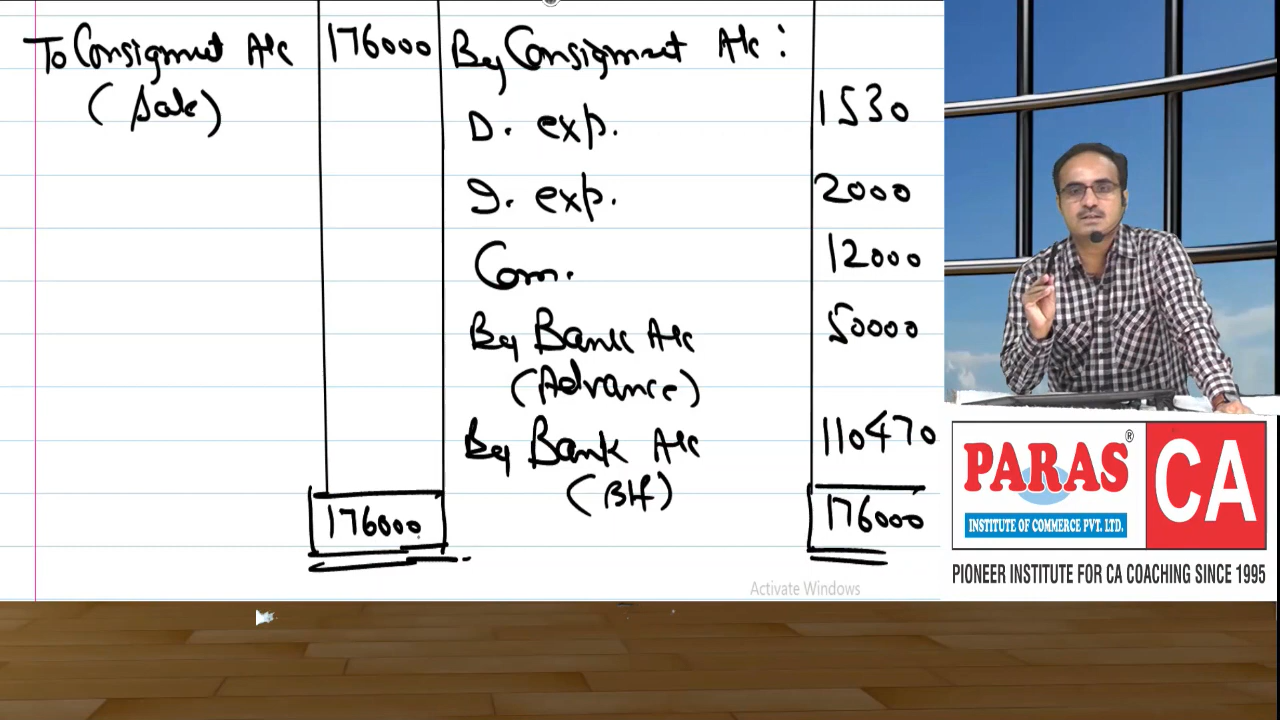 To Consignmet A/c 176000 By Consignment A/c :
(Sale)
D. exp. 1530
I. exp. 2000
Com. 12000
By Bank A/c 50000
(Advance)
By Bank A/c 110470
(B/f)
176000 176000
Activate Windows
PARAS®
INSTITUTE OF COMMERCE PVT. LTD.
CA
PIONEER INSTITUTE FOR CA COACHING SINCE 1995